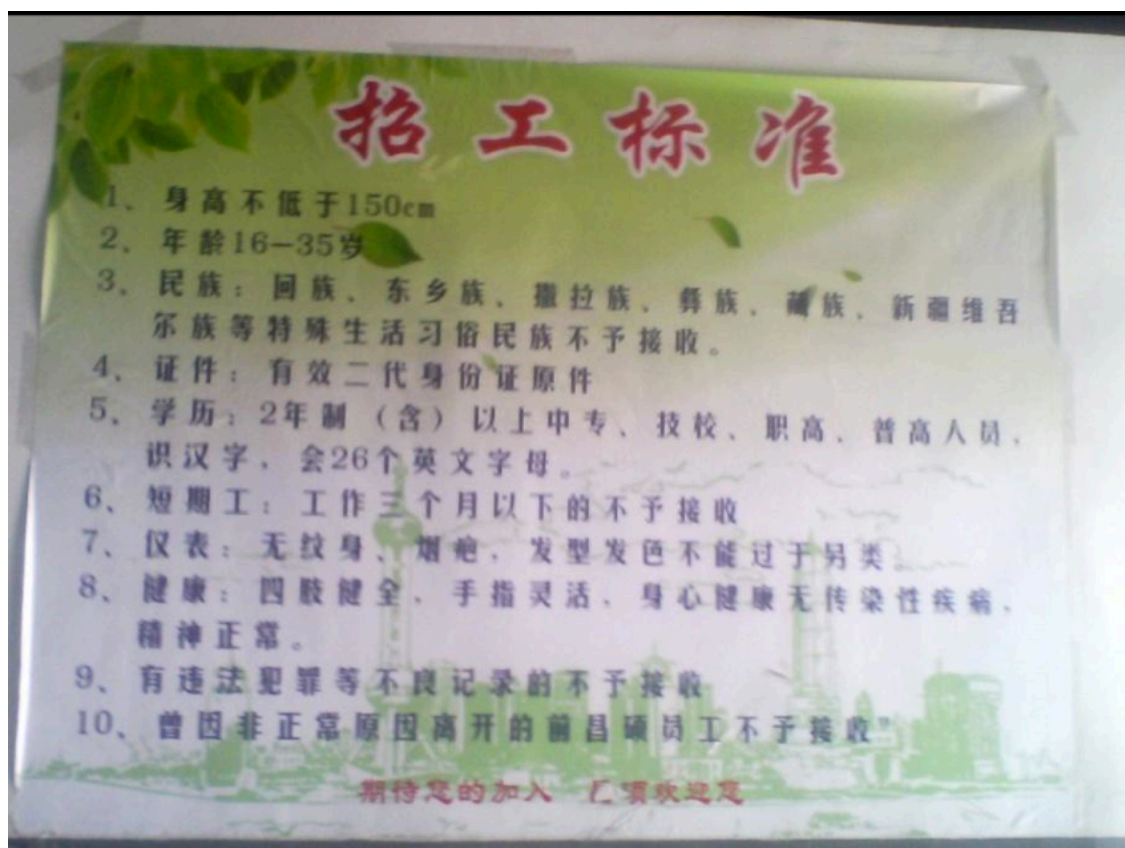 招工标准
1、身高不低于150cm
2、年龄16—35岁
3、民族：回族、东乡族、撒拉族、彝族、藏族、新疆维吾
尔族等特殊生活习俗民族不予接收。
4、证件：有效二代身份证原件
5、学历：2年制（含）以上中专、技校、职高、普高人员，
识汉字，会26个英文字母。
6、短期工：工作三个月以下的不予接收
7、仪表：无纹身、烟疤，发型发色不能过于另类。
8、健康：四肢健全，手指灵活，身心健康无传染性疾病，
精神正常。
9、有违法犯罪等不良记录的不予接收
10、曾因非正常原因离开的前昌硕员工不予接收"
期待您的加入 欢迎您